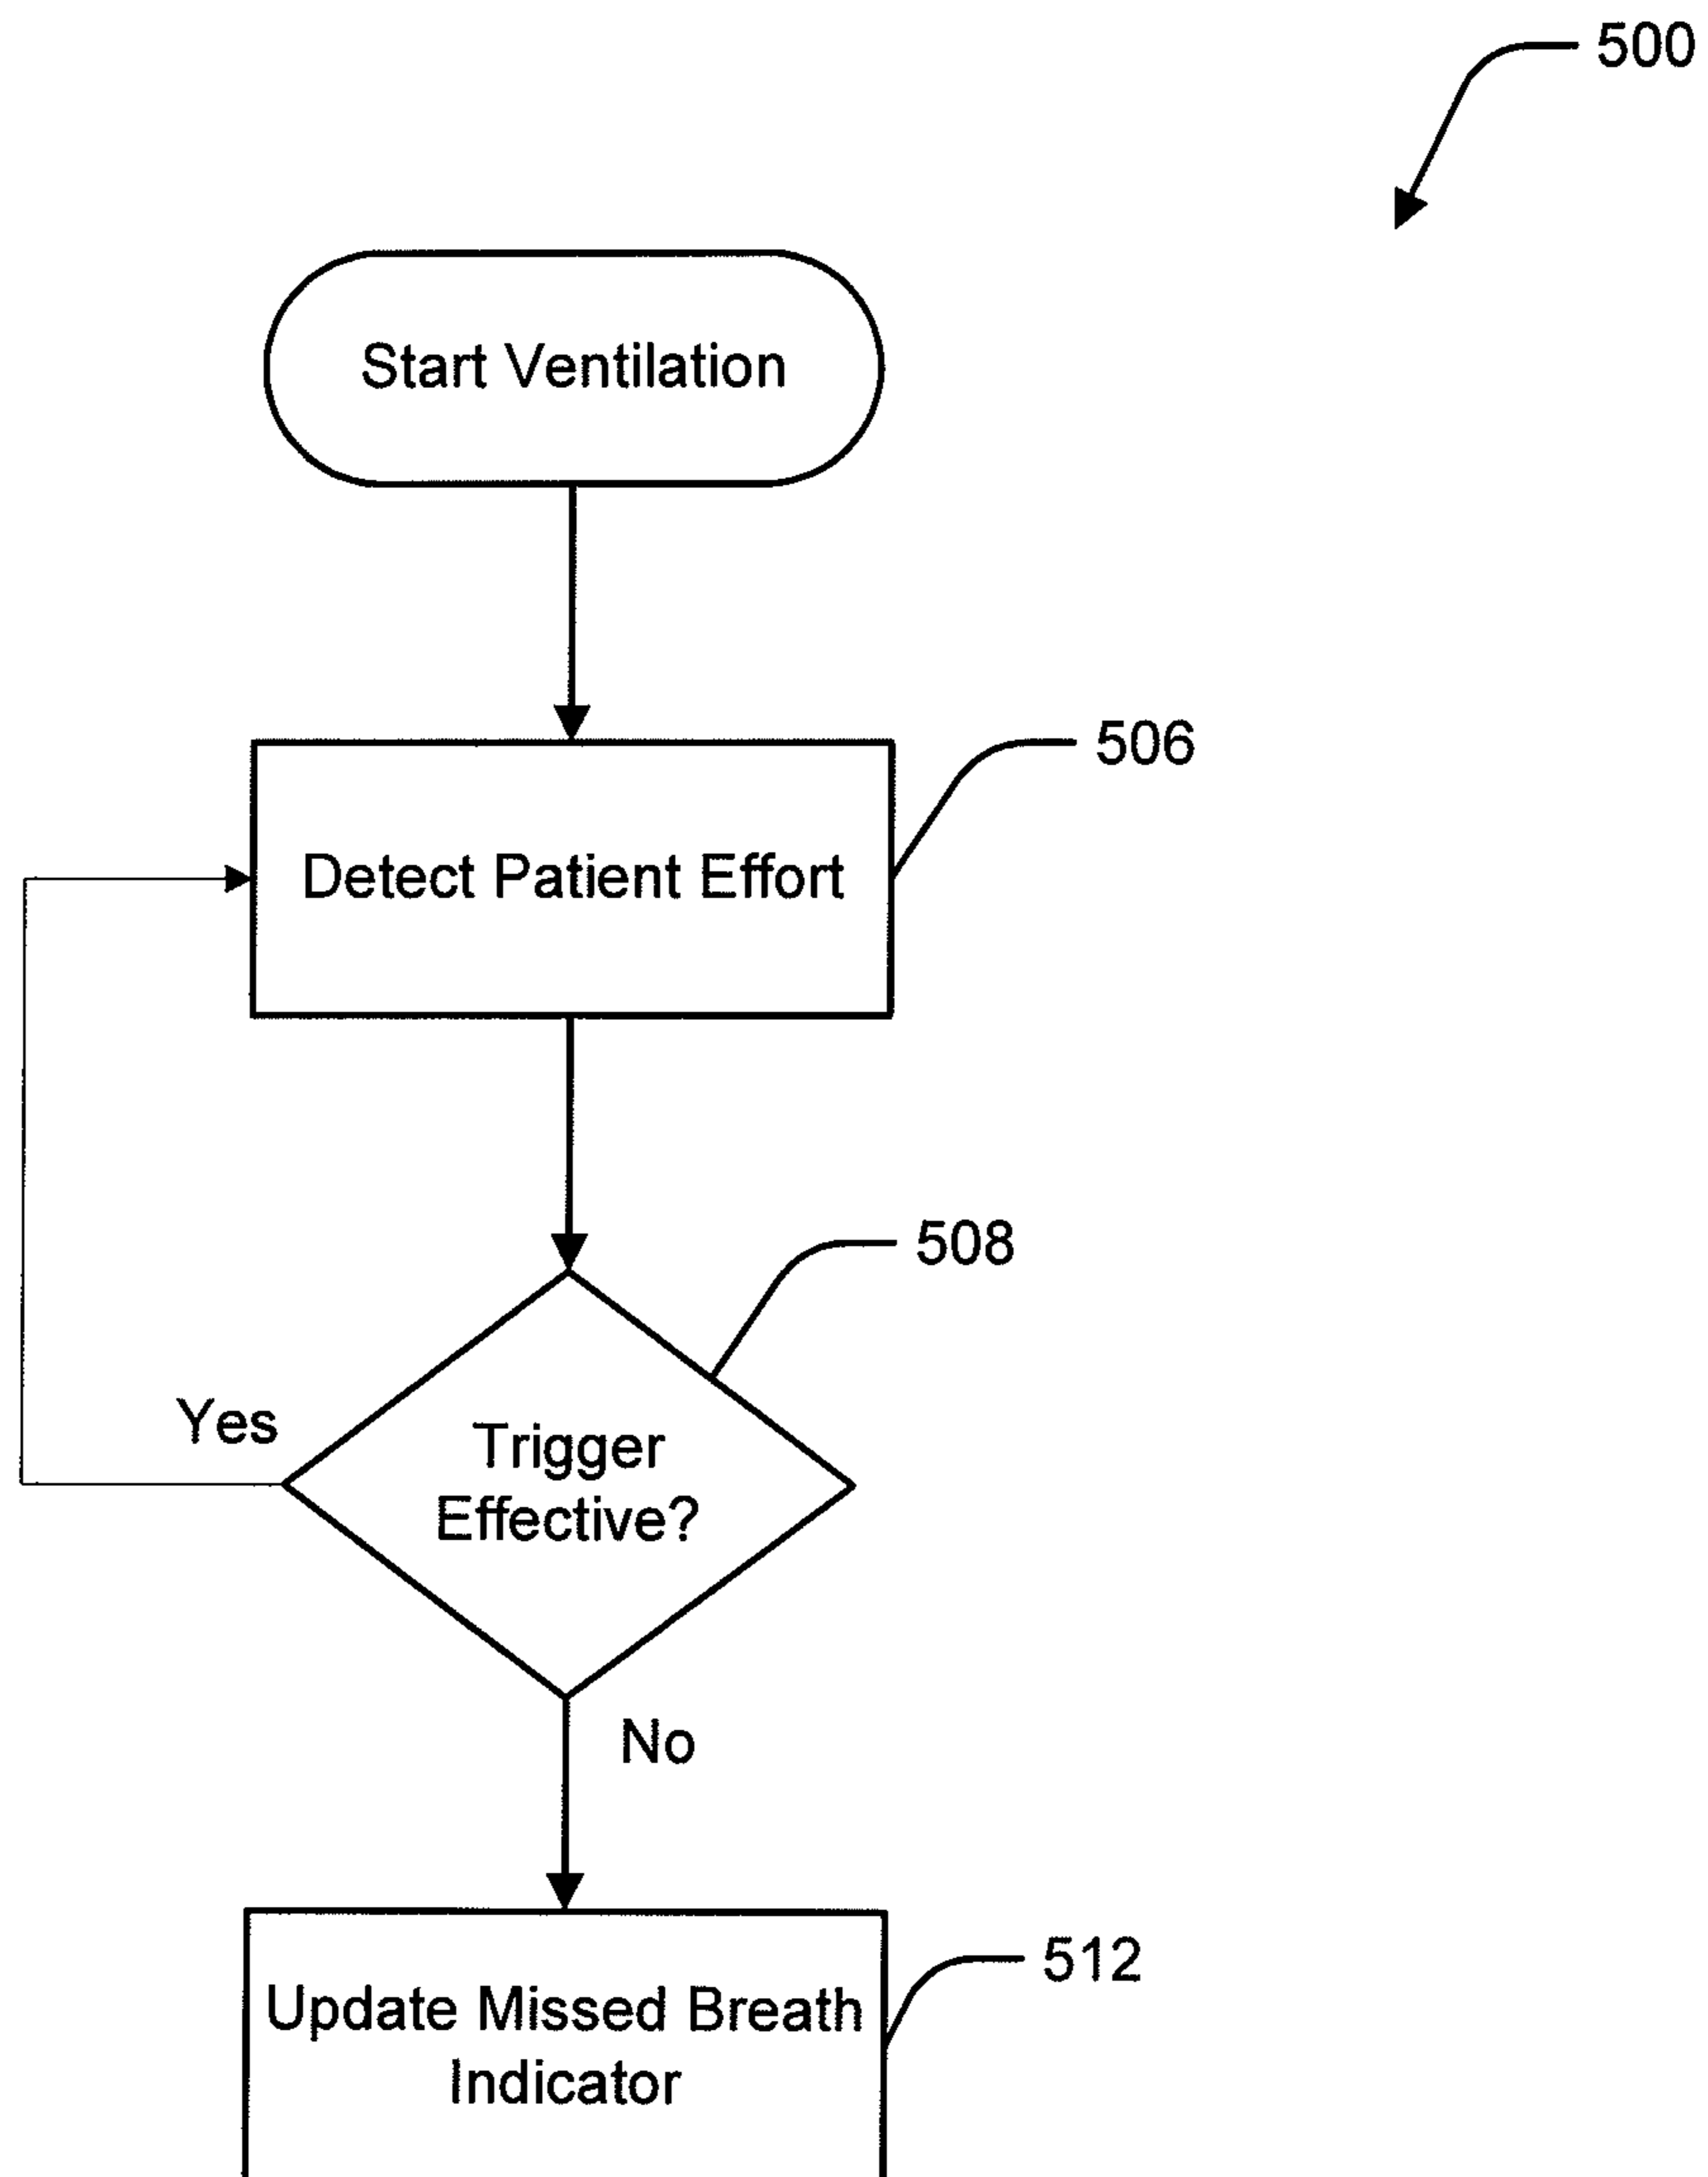 500
Start Ventilation
506
Detect Patient Effort
508
Yes
Trigger
Effective?
No
512
Update Missed Breath
Indicator